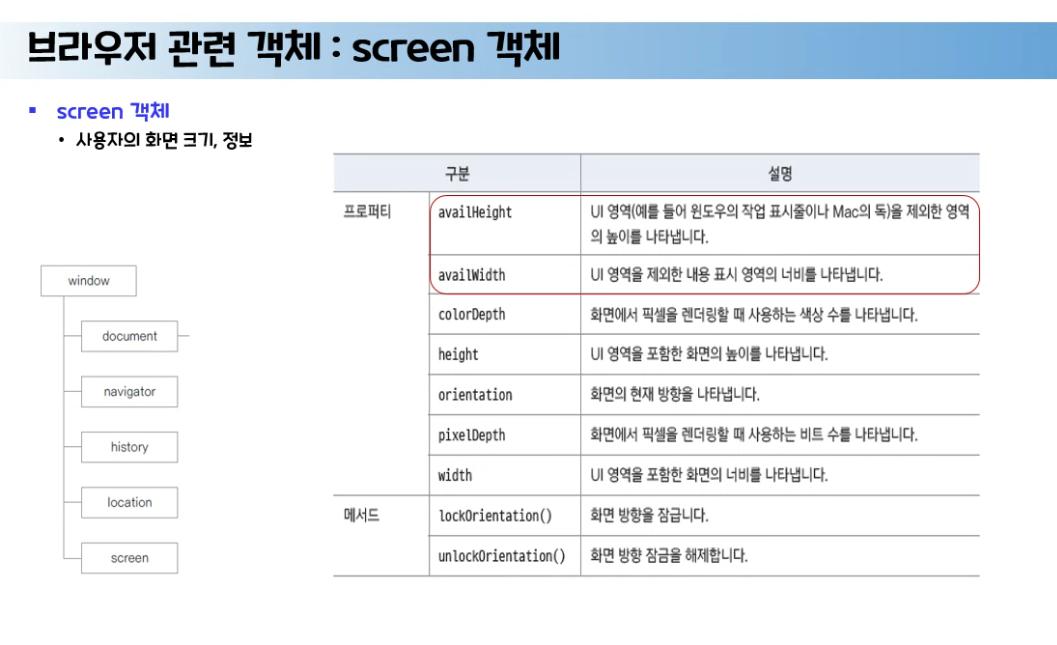 브라우저 관련 객체 : screen 객체
▪ screen 객체
• 사용자의 화면 크기, 정보
구분 설명
프로퍼티 availHeight UI 영역(예를 들어 윈도우의 작업 표시줄이나 Mac의 독)을 제외한 영역
의 높이를 나타냅니다.
availWidth UI 영역을 제외한 내용 표시 영역의 너비를 나타냅니다.
colorDepth 화면에서 픽셀을 렌더링할 때 사용하는 색상 수를 나타냅니다.
height UI 영역을 포함한 화면의 높이를 나타냅니다.
orientation 화면의 현재 방향을 나타냅니다.
pixelDepth 화면에서 픽셀을 렌더링할 때 사용하는 비트 수를 나타냅니다.
width UI 영역을 포함한 화면의 너비를 나타냅니다.
메서드 lockOrientation() 화면 방향을 잠급니다.
unlockOrientation() 화면 방향 잠금을 해제합니다.
window
document
navigator
history
location
screen